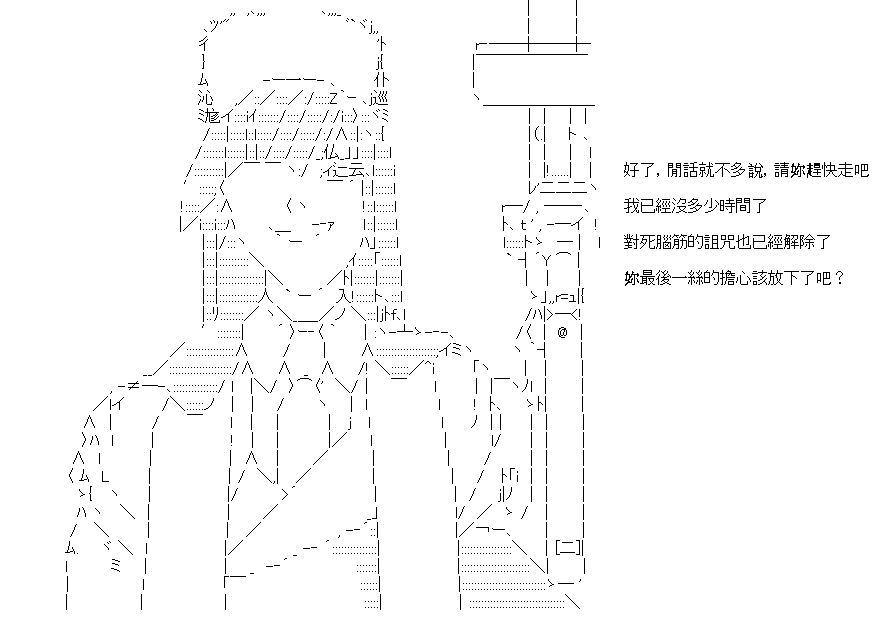 好了，閒話就不多說，請妳趕快走吧
我已經沒多少時間了
對死腦筋的詛咒也已經解除了
妳最後一絲的擔心該放下了吧？